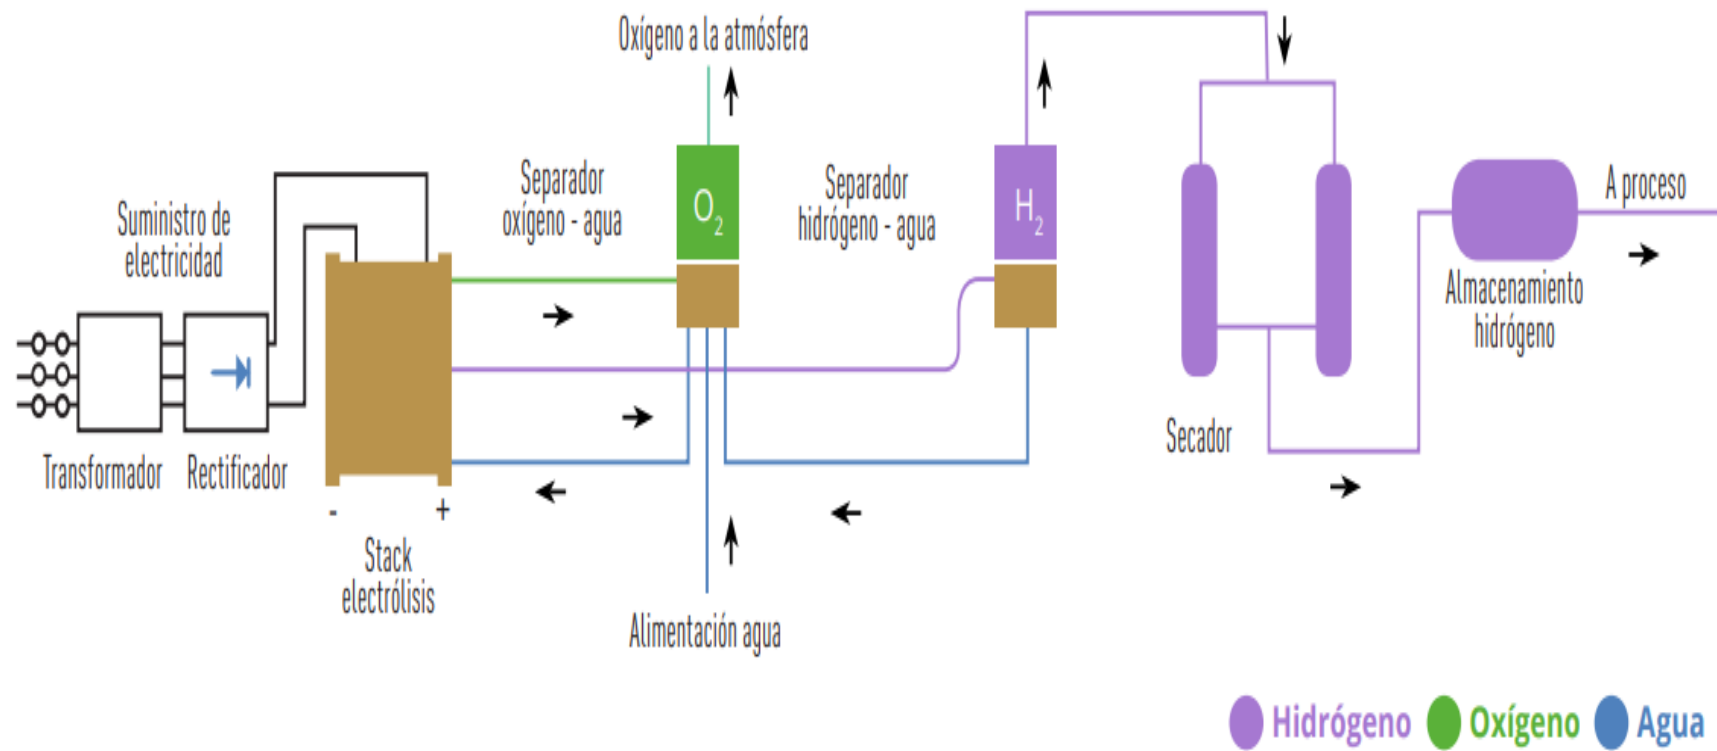 Oxígeno a la atmósfera
Suministro de
electricidad
Separador
oxígeno - agua
O2
Separador
hidrógeno - agua
H2
A proceso
Almacenamiento
hidrógeno
Transformador
Rectificador
Secador
- +
Stack
electrólisis
Alimentación agua
Hidrógeno
Oxígeno
Agua